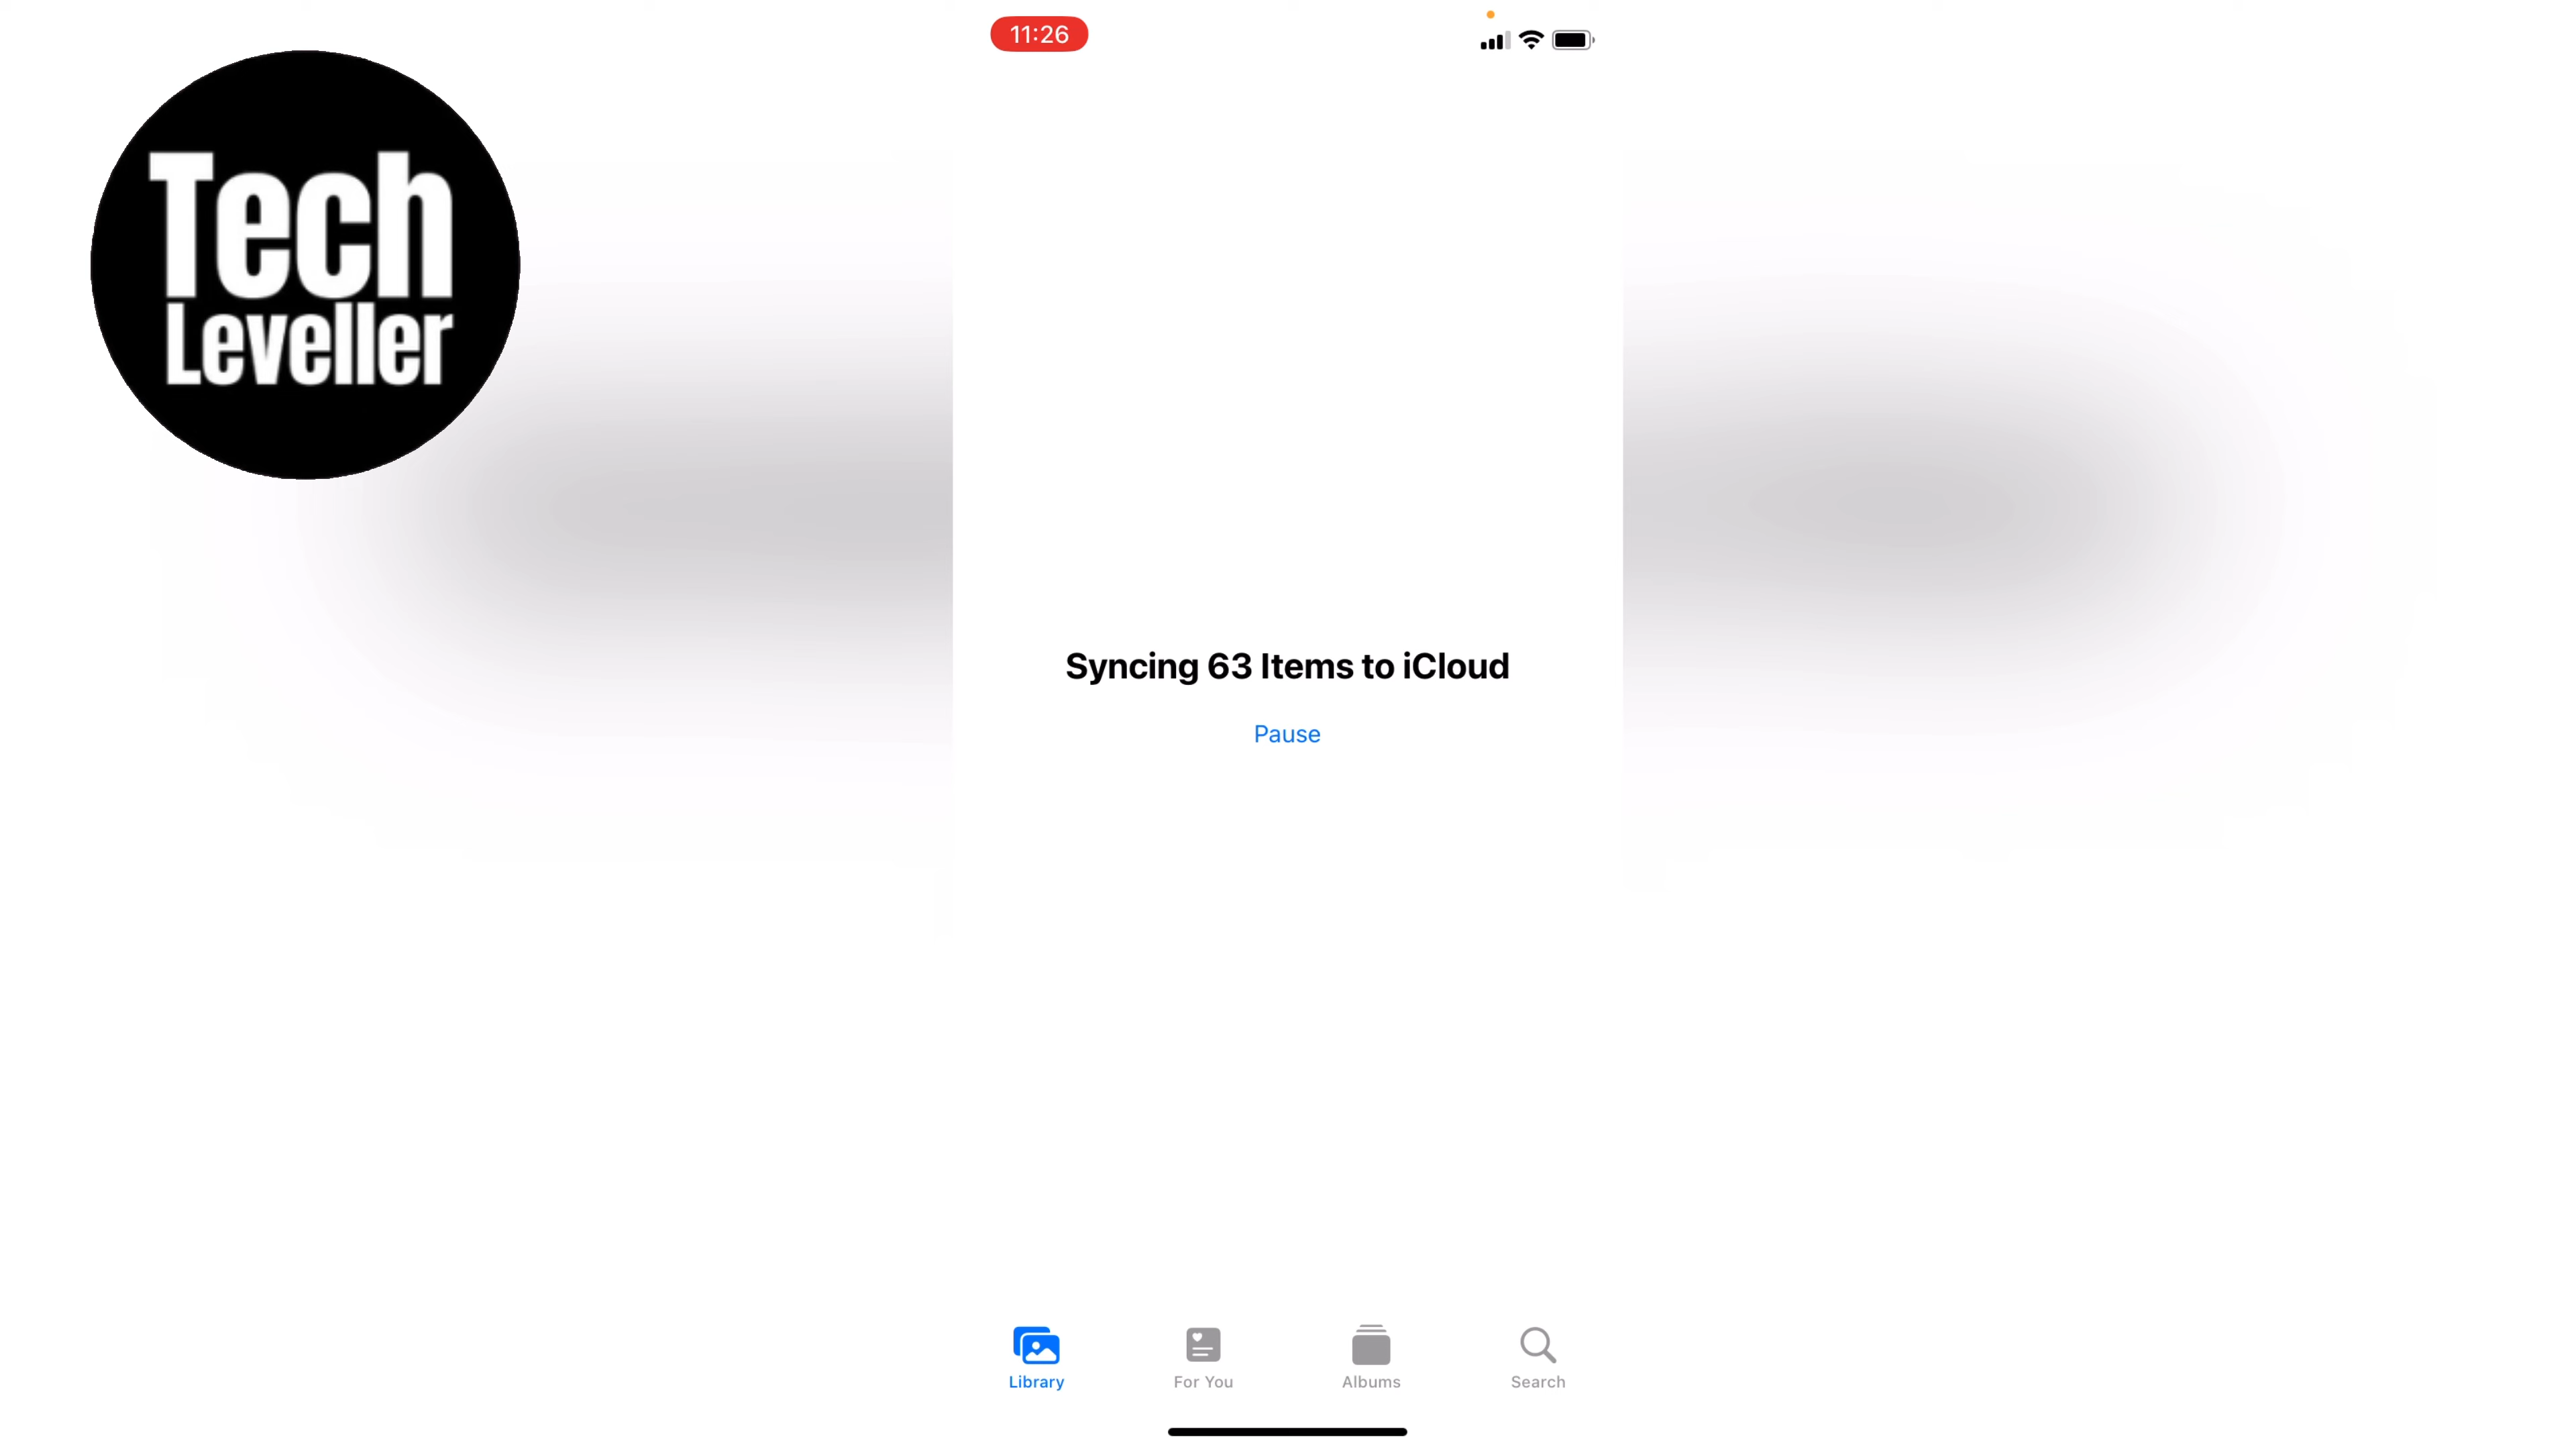 Tech
Leveller
11:26
Syncing 63 Items to iCloud
Pause
Library
For You
Albums
Search